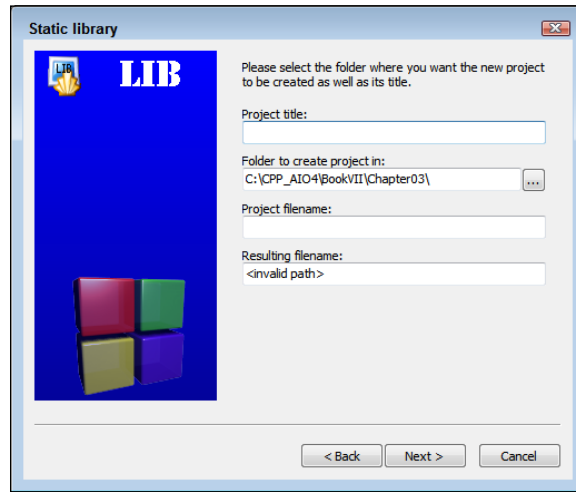 Static library
LIB
LIB
Please select the folder where you want the new project
to be created as well as its title.
Project title:
Folder to create project in:
C:\CPP_AIO4\BookVII\Chapter03\
...
Project filename:
Resulting filename:
<invalid path>
< Back
Next >
Cancel